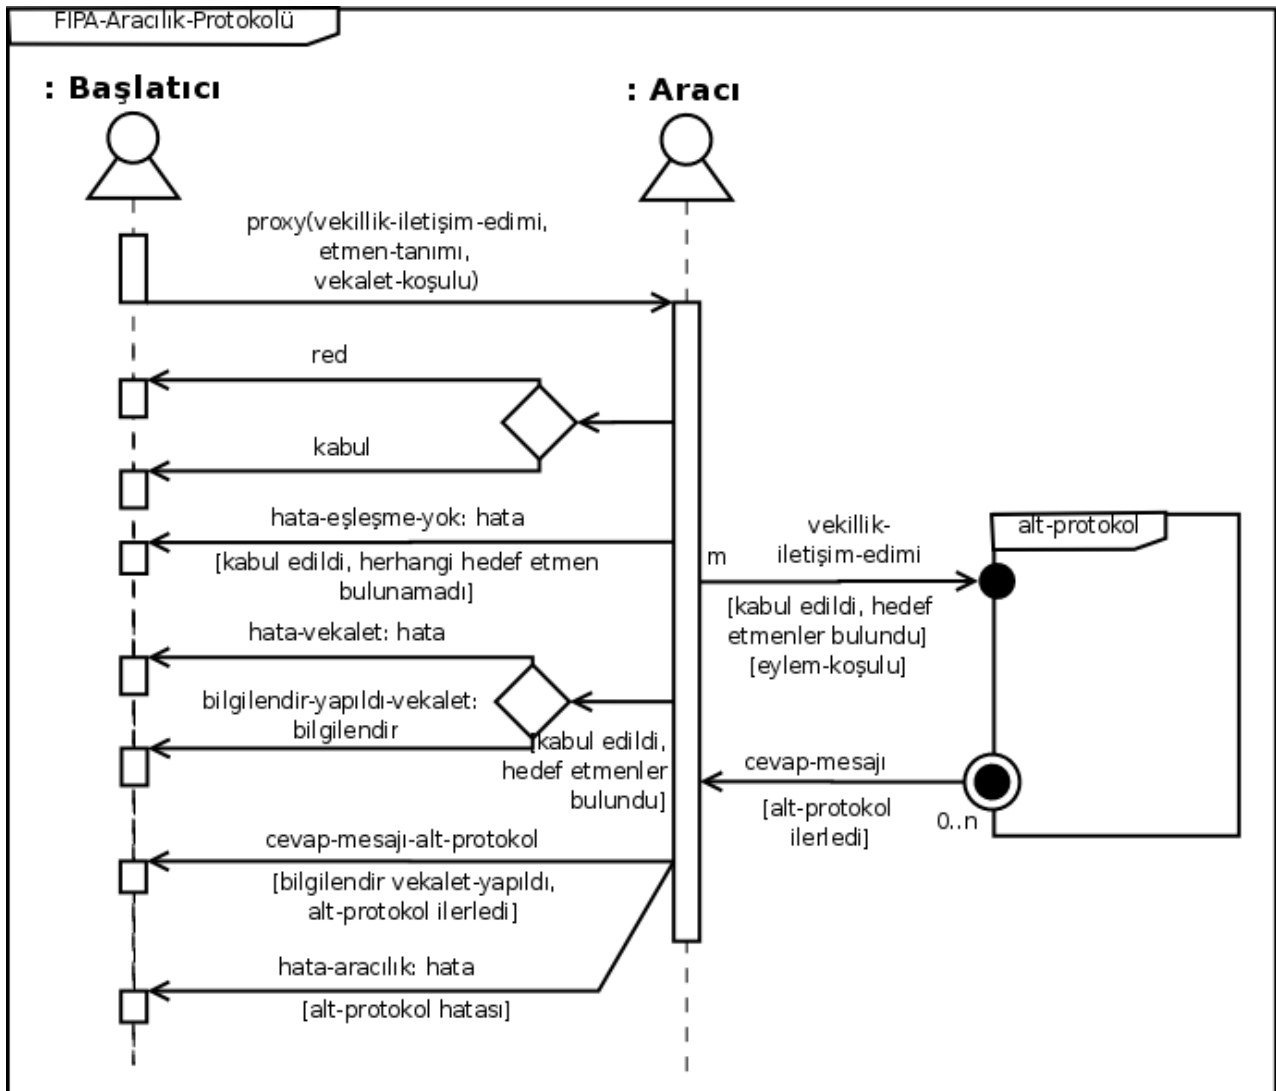 FIPA-Aracılık-Protokolü
: Başlatıcı
: Aracı
proxy(vekillik-iletişim-edimi,
etmen-tanımı,
vekalet-koşulu)
red
kabul
hata-eşleşme-yok: hata
[kabul edildi, herhangi hedef etmen
bulunamadı]
m
vekillik-
iletişim-edimi
[kabul edildi, hedef
etmenler bulundu]
[eylem-koşulu]
alt-protokol
hata-vekalet: hata
bilgilendir-yapıldı-vekalet:
bilgilendir
[kabul edildi,
hedef etmenler
bulundu]
cevap-mesajı
[alt-protokol
ilerledi]
0..n
cevap-mesajı-alt-protokol
[bilgilendir vekalet-yapıldı,
alt-protokol ilerledi]
hata-aracılık: hata
[alt-protokol hatası]